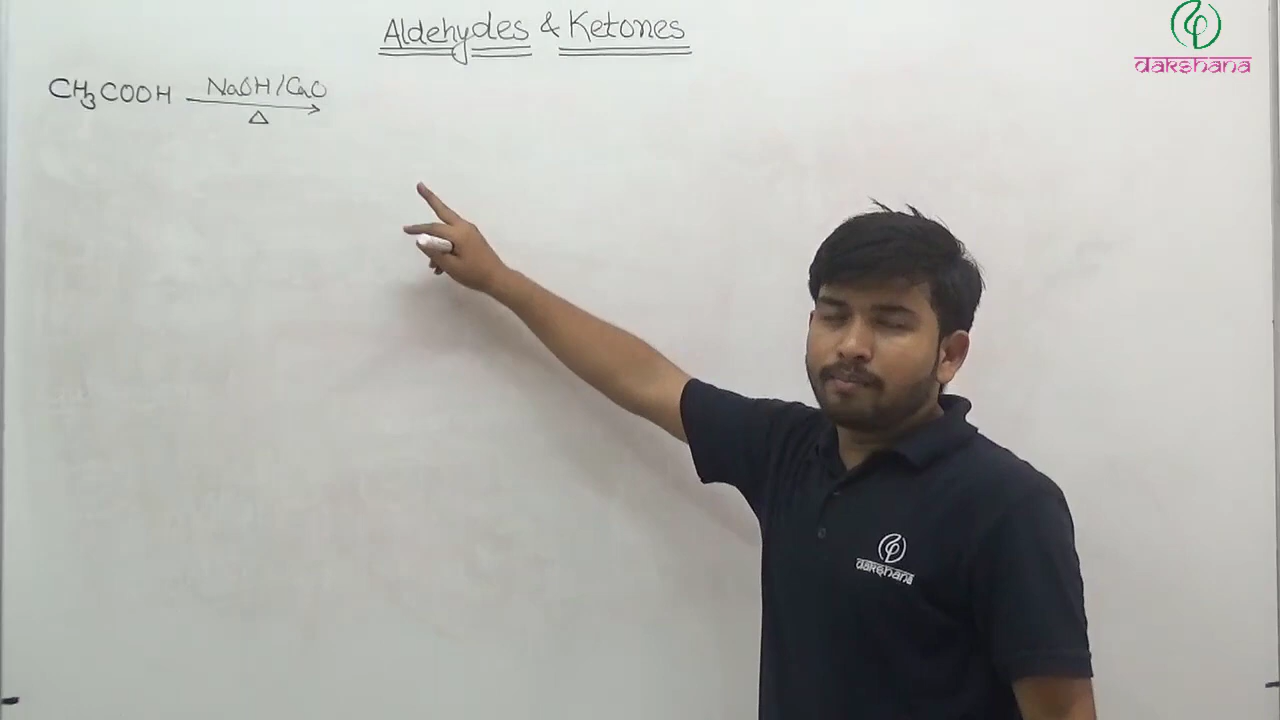 Aldehydes & Ketones
dakshana
CH₃COOH NaOH/CaO
Δ
dakshana